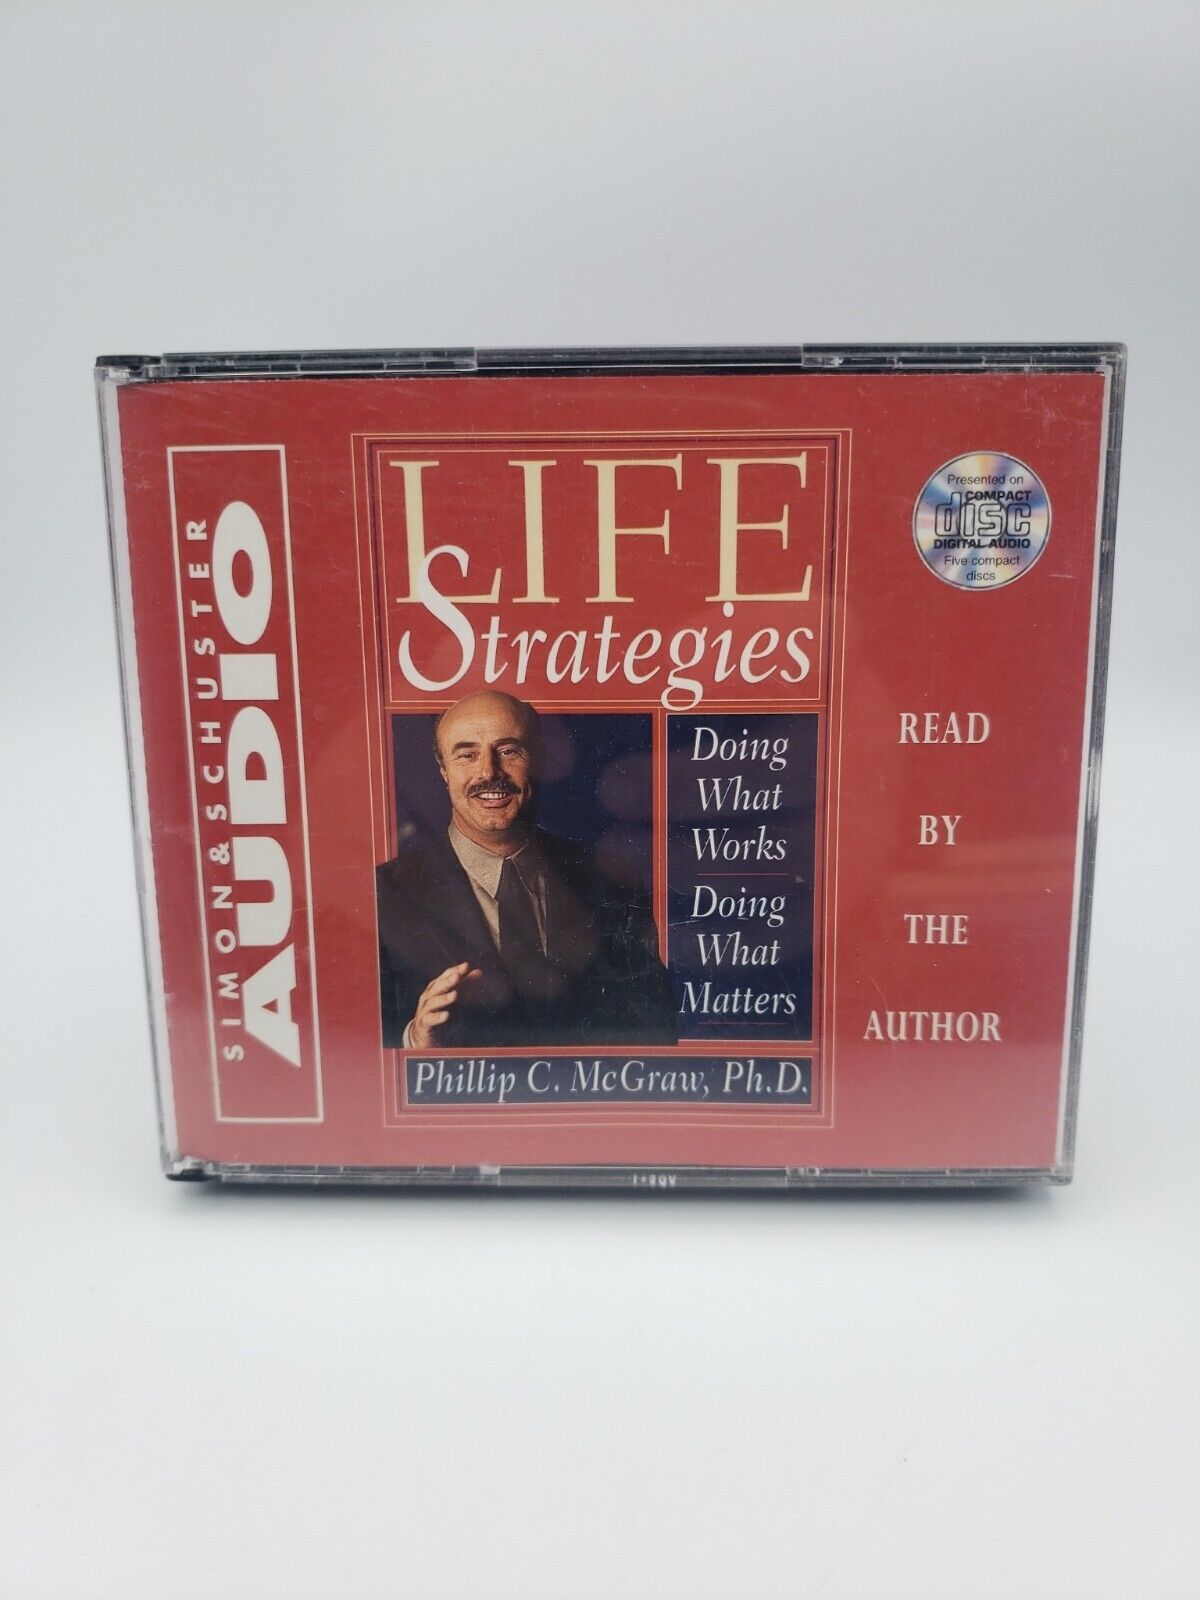 SIMON & SCHUSTER
AUDIO
LIFE
Strategies
Doing
What
Works
Doing
What
Matters
Phillip C. McGraw, Ph.D.
Presented on
COMPACT
disc
DIGITAL AUDIO
Five compact
discs
READ
BY
THE
AUTHOR